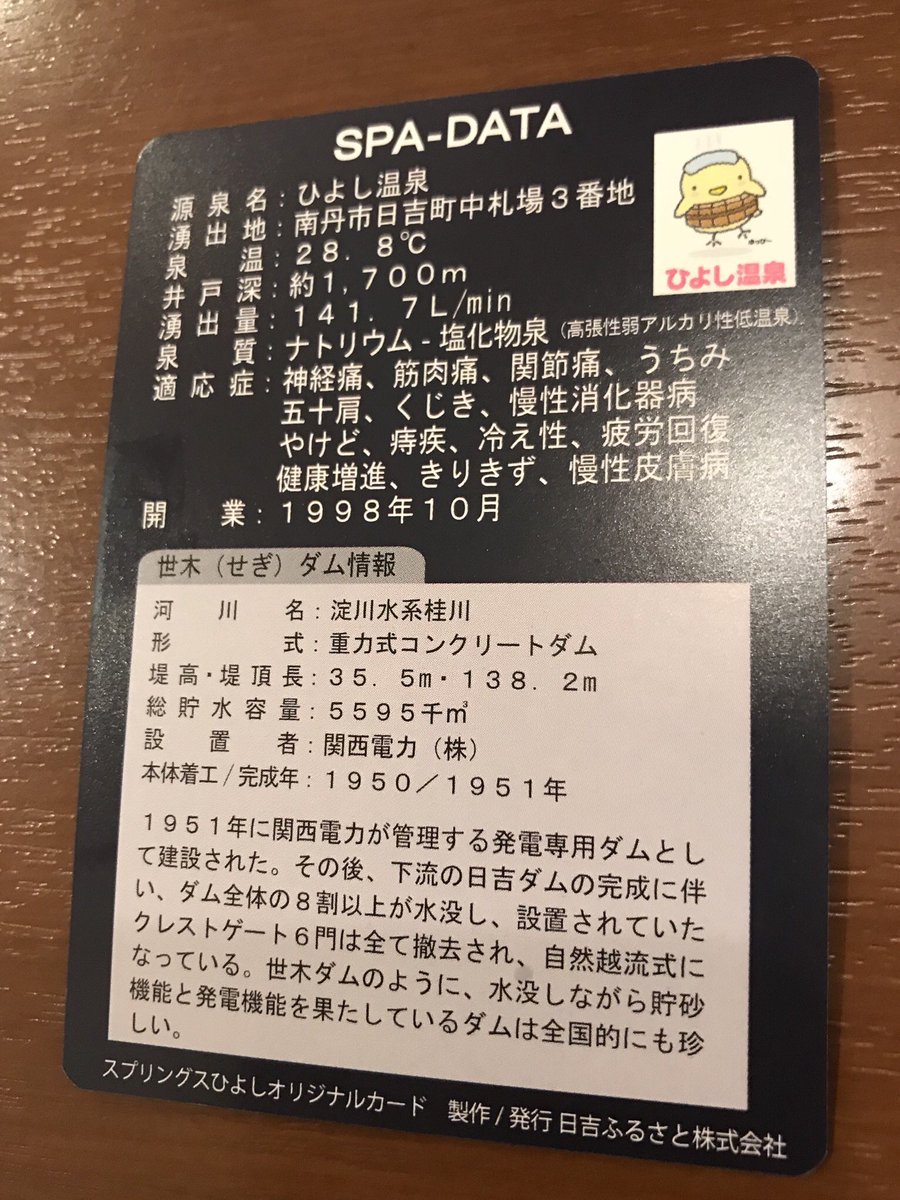 SPA-DATA
源泉名：ひよし温泉
湧出地：南丹市日吉町中札場３番地
泉温：２８．８℃
井戸深：約１，７００ｍ
湧出量：１４１．７Ｌ/min
泉質：ナトリウム - 塩化物泉（高張性弱アルカリ性低温泉）
適応症：神経痛、筋肉痛、関節痛、うちみ
五十肩、くじき、慢性消化器病
やけど、痔疾、冷え性、疲労回復
健康増進、きりきず、慢性皮膚病
開業：１９９８年１０月
ひよし温泉
世木（せぎ）ダム情報
河川名：淀川水系桂川
形式：重力式コンクリートダム
堤高・堤頂長：３５．５ｍ・１３８．２ｍ
総貯水容量：５５９５千㎥
設置者：関西電力（株）
本体着工 / 完成年：１９５０／１９５１年
１９５１年に関西電力が管理する発電専用ダムとし
て建設された。その後、下流の日吉ダムの完成に伴
い、ダム全体の８割以上が水没し、設置されていた
クレストゲート６門は全て撤去され、自然越流式に
なっている。世木ダムのように、水没しながら貯砂
機能と発電機能を果たしているダムは全国的にも珍
しい。
スプリングスひよしオリジナルカード　製作 / 発行 日吉ふるさと株式会社